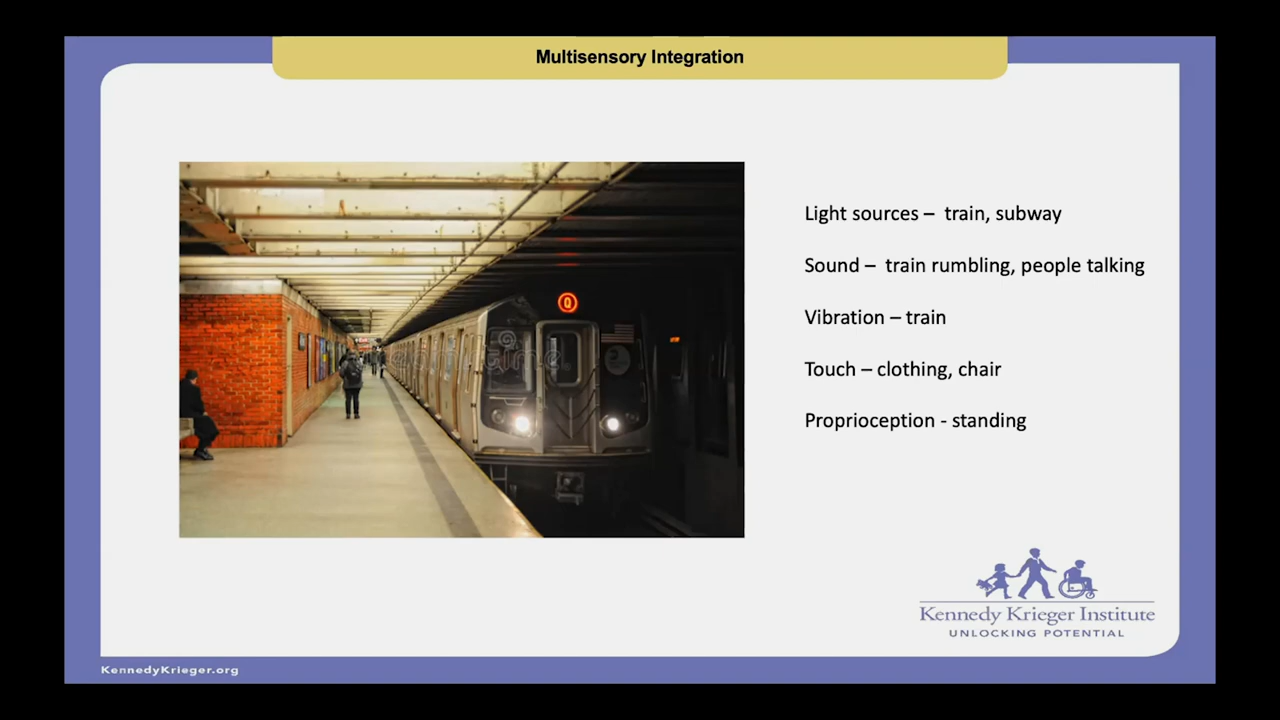 Multisensory Integration
Light sources – train, subway
Sound – train rumbling, people talking
Vibration – train
Touch – clothing, chair
Proprioception - standing
Q
dreamstime
Kennedy Krieger Institute
UNLOCKING POTENTIAL
KennedyKrieger.org